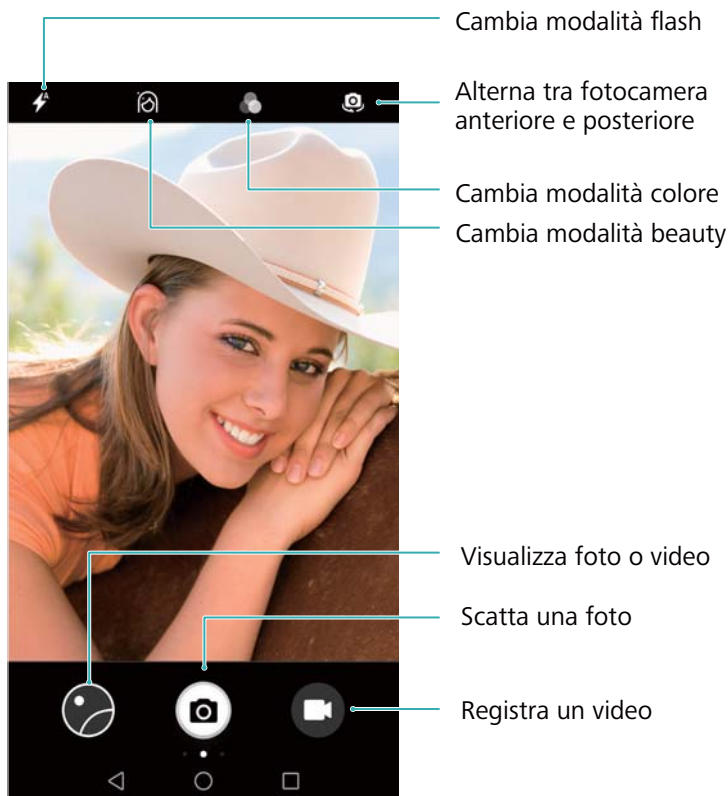 Cambia modalità flash
Alterna tra fotocamera
anteriore e posteriore
Cambia modalità colore
Cambia modalità beauty
Visualizza foto o video
Scatta una foto
Registra un video